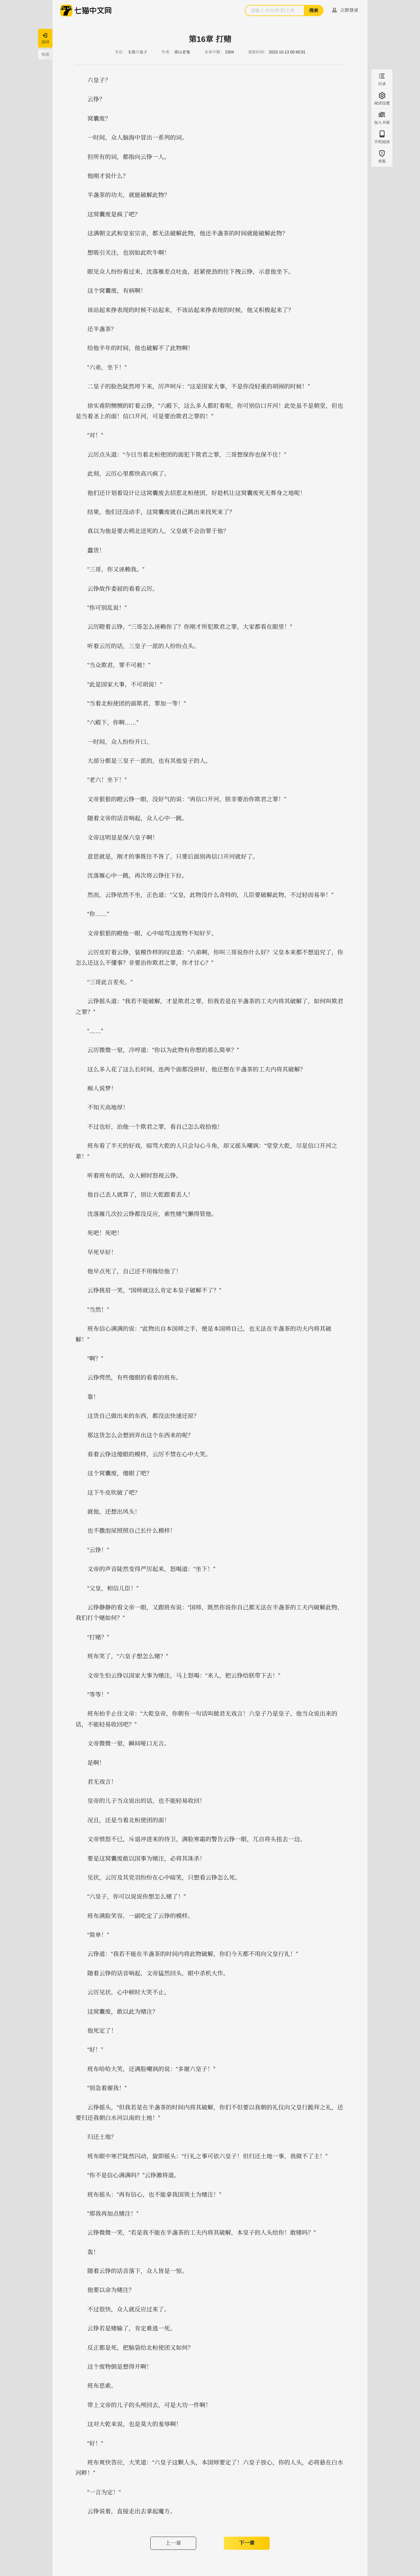 七猫中文网
请输入书名/作者/主角
搜索
立即登录
返回
阅读
目录
阅读设置
加入书架
手机阅读
举报
第16章 打赌
书名： 无双六皇子 作者： 寻山老鬼 本章字数： 2304 更新时间： 2023-10-13 00:45:01
六皇子？
云铮？
窝囊废？
一时间，众人脑海中冒出一系列的词。
但所有的词，都指向云铮一人。
他刚才说什么？
半盏茶的功夫，就能破解此物？
这窝囊废是疯了吧？
这满朝文武和皇室宗亲，都无法破解此物，他还半盏茶的时间就能破解此物？
想吸引关注，也别如此吹牛啊！
眼见众人纷纷看过来，沈落雁差点吐血，赶紧使劲的往下拽云铮，示意他坐下。
这个窝囊废，有病啊！
该站起来挣表现的时候不站起来，不该站起来挣表现的时候，他又积极起来了？
还半盏茶？
给他半年的时间，他也破解不了此物啊！
“六弟，坐下！”
二皇子的脸色陡然垮下来，厉声呵斥：“这是国家大事，不是你没轻重的胡闹的时候！”
徐实甫阴恻恻的盯着云铮，“六殿下，这么多人都盯着呢，你可别信口开河！此处虽不是朝堂，但也
是当着圣上的面！信口开河，可是要治欺君之罪的！”
“对！”
云厉点头道：“今日当着北桓使团的面犯下欺君之罪，三哥想保你也保不住！”
此刻，云厉心里都快高兴疯了。
他们还计划着设计让这窝囊废去招惹北桓使团，好趁机让这窝囊废死无葬身之地呢！
结果，他们还没动手，这窝囊废就自己跳出来找死来了？
真以为他是要去朔北送死的人，父皇就不会治罪于他？
蠢货！
“三哥，你又诬赖我。”
云铮故作委屈的看着云厉。
“你可别乱说！”
云厉瞪着云铮，“三哥怎么诬赖你了？你刚才所犯欺君之罪，大家都看在眼里！”
听着云厉的话，三皇子一派的人纷纷点头。
“当众欺君，罪不可赦！”
“此是国家大事，不可胡说！”
“当着北桓使团的面欺君，罪加一等！”
“六殿下，你啊……”
一时间，众人纷纷开口。
大部分都是三皇子一派的，也有其他皇子的人。
“老六！坐下！”
文帝狠狠的瞪云铮一眼，没好气的说：“再信口开河，朕非要治你欺君之罪！”
随着文帝的话音响起，众人心中一跳。
文帝这明显是保六皇子啊！
意思就是，刚才的事既往不咎了，只要后面别再信口开河就好了。
沈落雁心中一跳，再次将云铮往下拉。
然而，云铮依然不坐，正色道：“父皇，此物没什么奇特的，儿臣要破解此物，不过轻而易举！”
“你……”
文帝狠狠的瞪他一眼，心中暗骂这废物不知好歹。
云厉皮盯着云铮，装模作样的叹息道：“六弟啊，你叫三哥说你什么好？父皇本来都不想追究了，你
怎么还这么不懂事？非要治你欺君之罪，你才甘心？”
“三哥此言差矣。”
云铮摇头道：“我若不能破解，才是欺君之罪，但我若是在半盏茶的工夫内将其破解了，如何叫欺君
之罪？”
“……”
云厉微微一窒，冷哼道：“你以为此物有你想的那么简单？”
这么多人花了这么长时间，连两个面都没拼好，他还想在半盏茶的工夫内将其破解？
痴人说梦！
不知天高地厚！
不过也好，治他一个欺君之罪，看自己怎么收拾他！
班布看了半天的好戏，暗骂大乾的人只会勾心斗角，却又摇头嘲讽：“堂堂大乾，尽是信口开河之
辈！”
听着班布的话，众人顿时怒视云铮。
他自己丢人就算了，别让大乾跟着丢人！
沈落雁几次拉云铮都没反应，索性赌气懒得管他。
死吧！死吧！
早死早好！
他早点死了，自己还不用嫁给他了！
云铮挑眉一笑，“国师就这么肯定本皇子破解不了？”
“当然！”
班布信心满满的说：“此物出自本国师之手，便是本国师自己，也无法在半盏茶的功夫内将其破
解！”
“啊？”
云铮愕然，有些傻眼的看着的班布。
靠！
这货自己做出来的东西，都没法快速还原？
那这货怎么会想到弄出这个东西来的呢？
看着云铮这傻眼的模样，云厉不禁在心中大笑。
这个窝囊废，傻眼了吧？
这下牛皮吹破了吧？
就他，还想出风头！
也不撒泡尿照照自己长什么模样！
“云铮！”
文帝的声音陡然变得严厉起来，怒喝道：“坐下！”
“父皇，相信儿臣！”
云铮静静的看文帝一眼，又跟班布说：“国师，既然你说你自己都无法在半盏茶的工夫内破解此物，
我们打个赌如何？”
“打赌？”
班布笑了，“六皇子想怎么赌？”
文帝生怕云铮以国家大事为赌注，马上怒喝：“来人，把云铮给朕带下去！”
“等等！”
班布抬手止住文帝：“大乾皇帝，你朝有一句话叫做君无戏言！六皇子乃是皇子，他当众说出来的
话，不能轻易收回吧？”
文帝微微一窒，瞬间哑口无言。
是啊！
君无戏言！
皇帝的儿子当众说出的话，也不能轻易收回！
况且，还是当着北桓使团的面！
文帝愤怒不已，斥退冲进来的侍卫，满脸寒霜的警告云铮一眼，兀自将头扭去一边。
要是这窝囊废敢以国事为赌注，必将其诛杀！
见状，云厉及其党羽纷纷在心中暗笑，只想看云铮怎么死。
“六皇子，你可以说说你想怎么赌了！”
班布满脸笑容，一副吃定了云铮的模样。
“简单！”
云铮道：“我若不能在半盏茶的时间内将此物破解，你们今天都不用向父皇行礼！”
随着云铮的话音响起，文帝猛然回头，眼中杀机大作。
云厉见状，心中顿时大笑不止。
这窝囊废，敢以此为赌注？
他死定了！
“好！”
班布哈哈大笑，还满脸嘲讽的说：“多谢六皇子！”
“别急着谢我！”
云铮摇头，“但我若是在半盏茶的时间内将其破解，你们不但要以我朝的礼仪向父皇行跪拜之礼，还
要归还我朝白水河以南的土地！”
归还土地？
班布眼中寒芒陡然闪动，旋即摇头：“行礼之事可依六皇子！但归还土地一事，我做不了主！”
“你不是信心满满吗？”云铮激将道。
班布摇头：“再有信心，也不能拿我国领土为赌注！”
“那我再加点赌注！”
云铮微微一笑，“若是我不能在半盏茶的工夫内将其破解，本皇子的人头给你！敢赌吗？”
轰！
随着云铮的话音落下，众人皆是一惊。
他要以命为赌注？
不过很快，众人就反应过来了。
云铮若是赌输了，肯定难逃一死。
反正都是死，把脑袋给北桓使团又如何？
这个废物倒是想得开啊！
班布思索。
带上文帝的儿子的头颅回去，可是大功一件啊！
这对大乾来说，也是莫大的羞辱啊！
“好！”
班布爽快答应，大笑道：“六皇子这颗人头，本国师要定了！六皇子放心，你的人头，必将悬在白水
河畔！”
“一言为定！”
云铮说着，直接走出去拿起魔方。
上一章
下一章